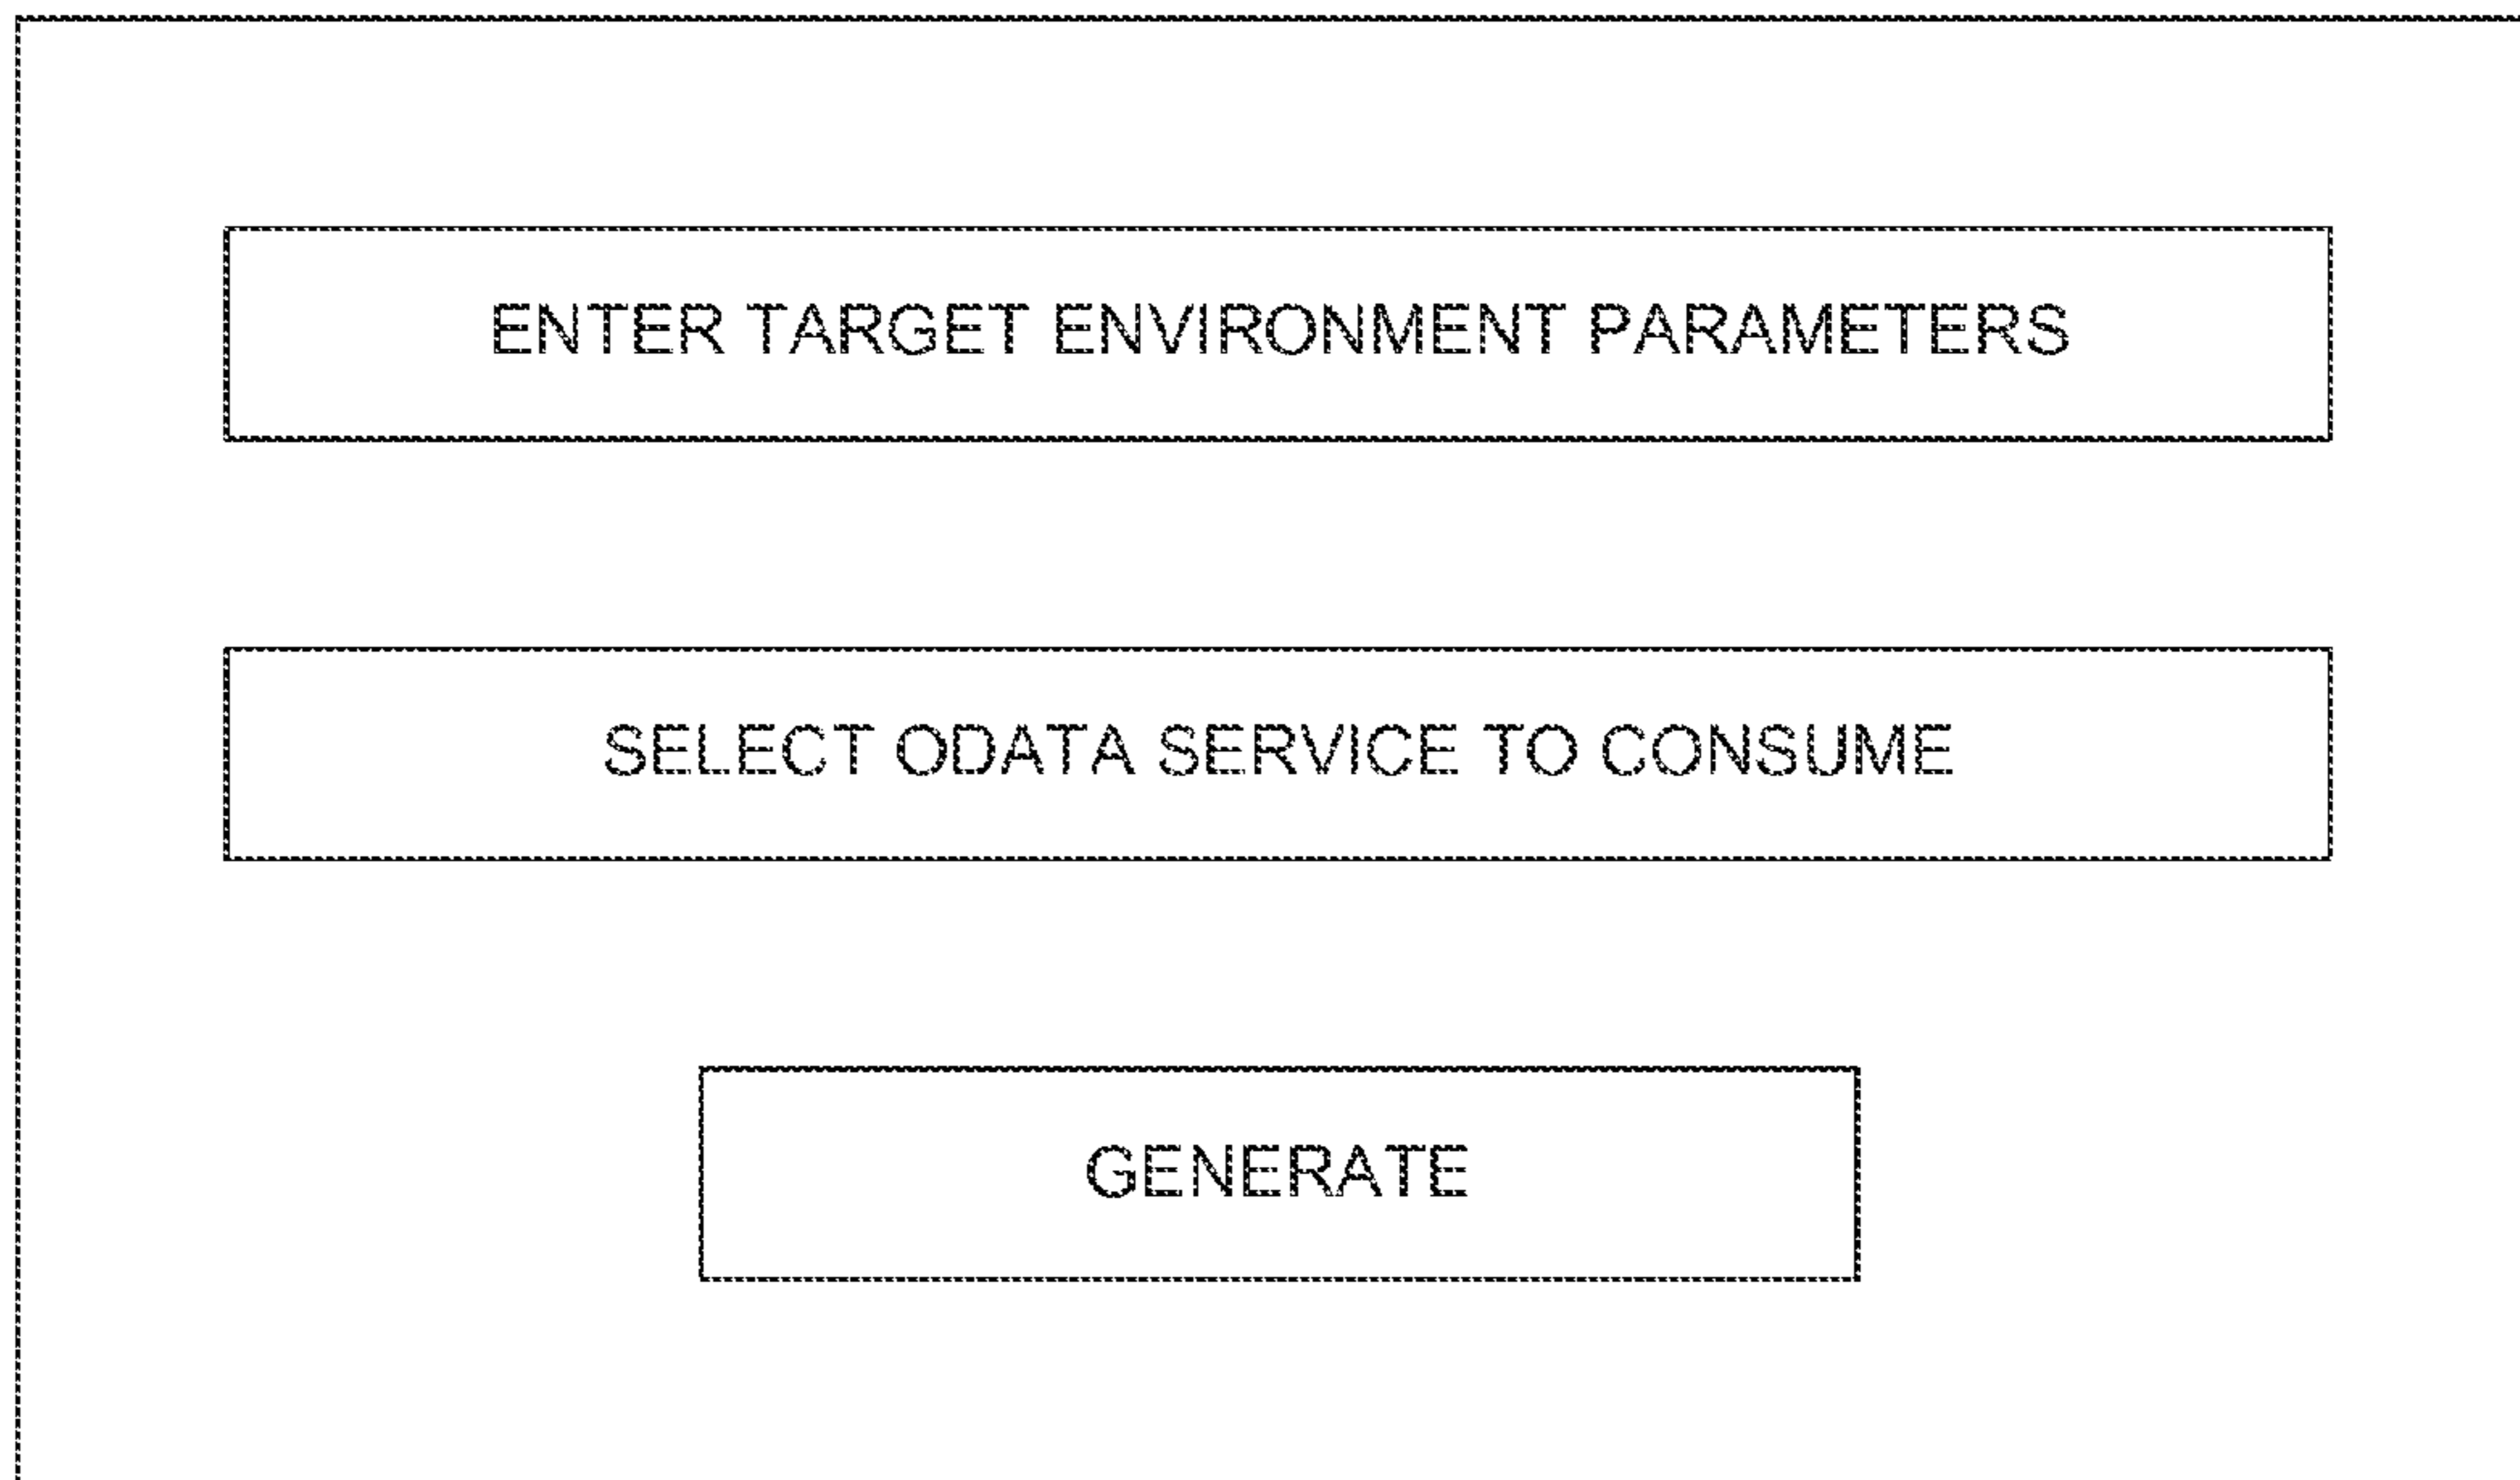 ENTER TARGET ENVIRONMENT PARAMETERS
SELECT ODATA SERVICE TO CONSUME
GENERATE